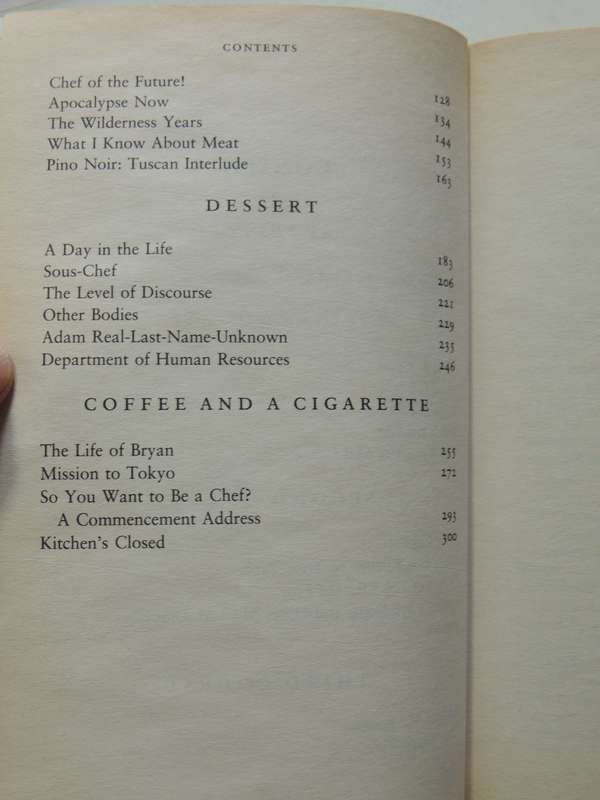 CONTENTS
Chef of the Future! 128
Apocalypse Now 134
The Wilderness Years 144
What I Know About Meat 153
Pino Noir: Tuscan Interlude 163
DESSERT
A Day in the Life 183
Sous-Chef 206
The Level of Discourse 221
Other Bodies 229
Adam Real-Last-Name-Unknown 235
Department of Human Resources 246
COFFEE AND A CIGARETTE
The Life of Bryan 255
Mission to Tokyo 271
So You Want to Be a Chef?
A Commencement Address 293
Kitchen's Closed 300